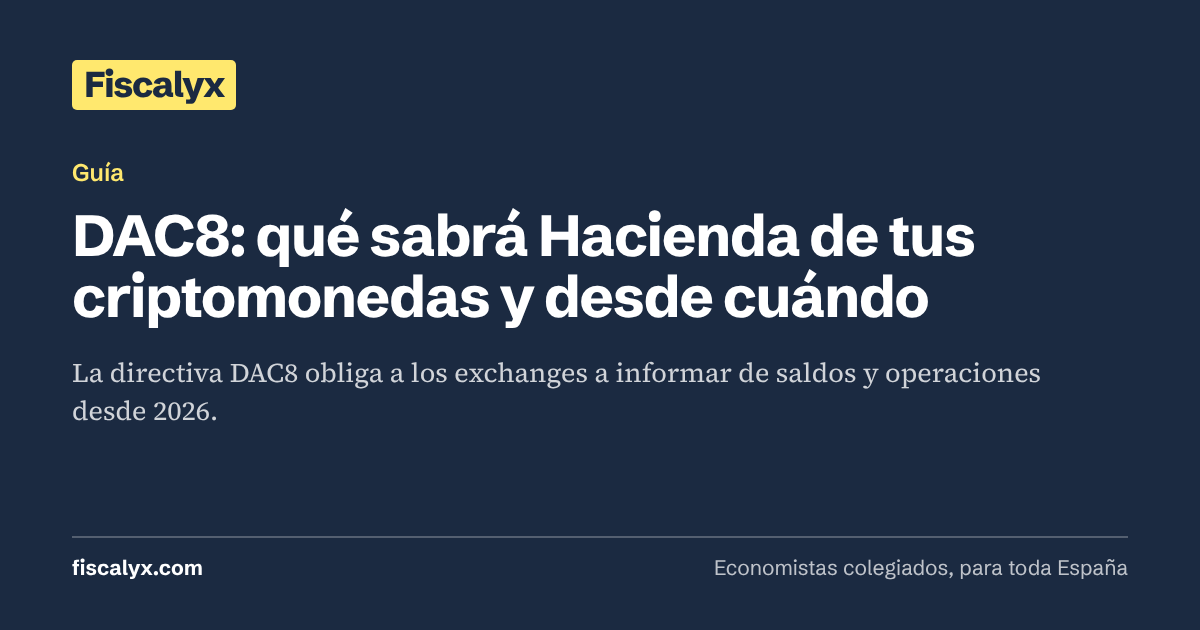 Fiscalyx
Guía
DAC8: qué sabrá Hacienda de tus
criptomonedas y desde cuándo
La directiva DAC8 obliga a los exchanges a informar de saldos y operaciones
desde 2026.
fiscalyx.com
Economistas colegiados, para toda España